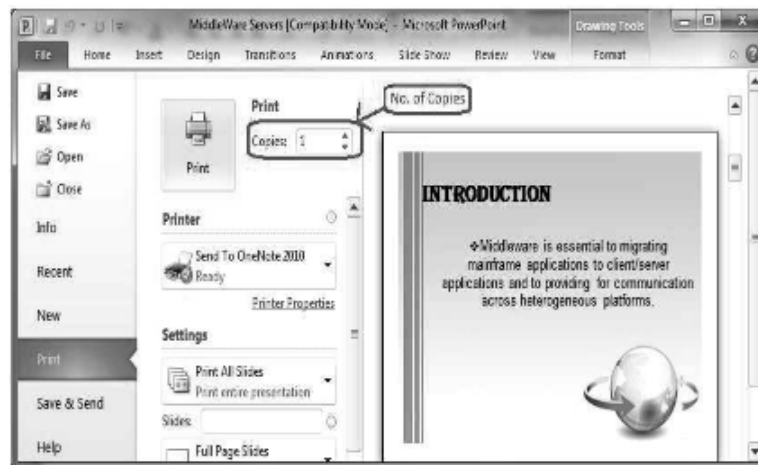 MiddleWare Servers [Compatibility Mode] - Microsoft PowerPoint
Drawing Tools
File Home Insert Design Transitions Animations Slide Show Review View Format
Save
Save As
Open
Close
Info
Recent
New
Print
Save & Send
Help
Print
Print
Copies: 1
No. of Copies
Printer
Send To OneNote 2010
Ready
Printer Properties
Settings
Print All Slides
Print entire presentation
Slides:
Full Page Slides
INTRODUCTION
❖Middleware is essential to migrating
mainframe applications to client/server
applications and to providing for communication
across heterogeneous platforms.